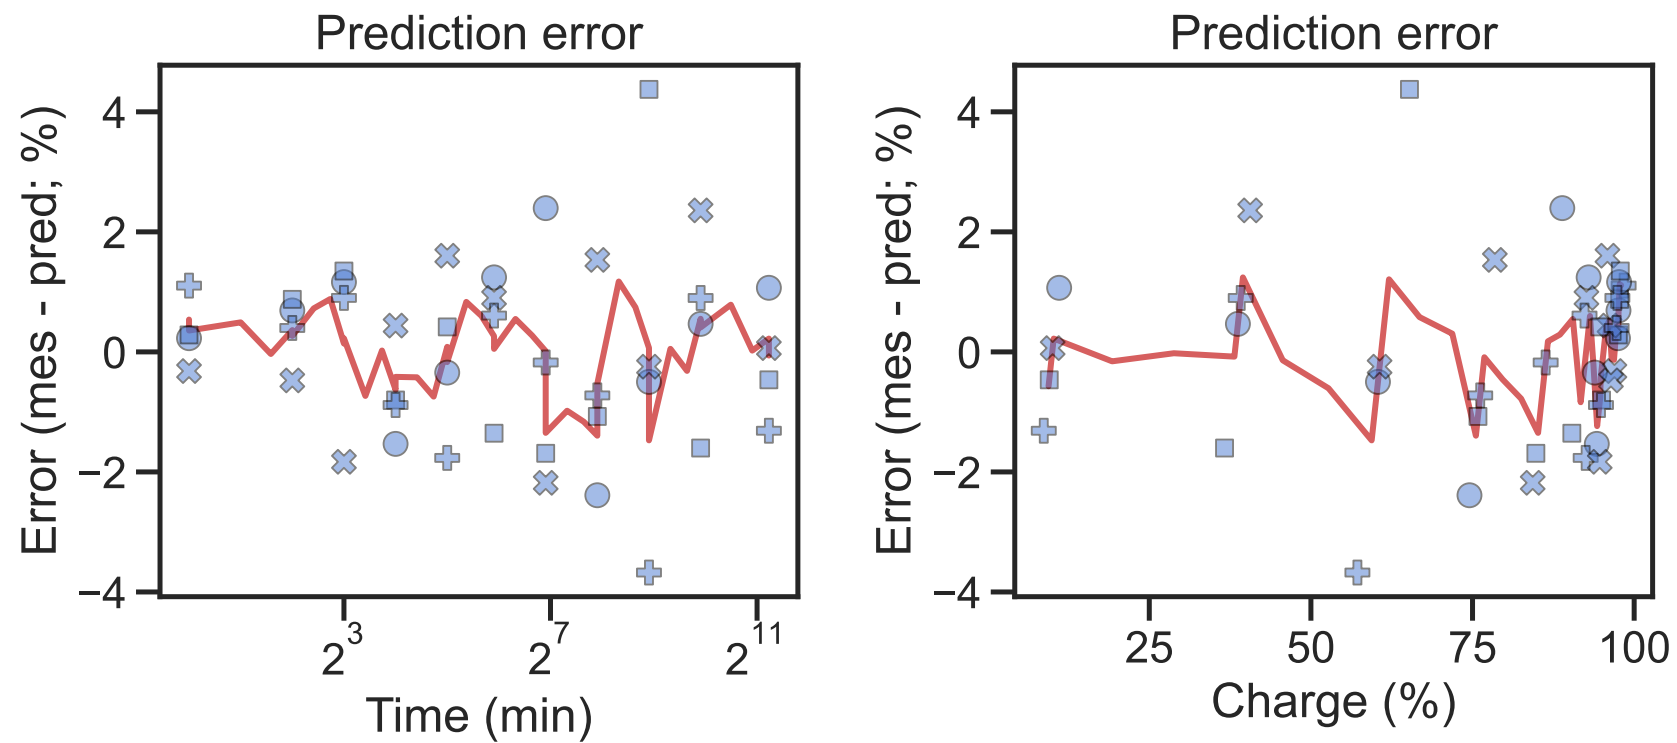 Prediction error
Error (mes - pred; %)
4
2
0
−2
−4
2^3
2^7
2^11
Time (min)
Prediction error
Error (mes - pred; %)
4
2
0
−2
−4
25
50
75
100
Charge (%)